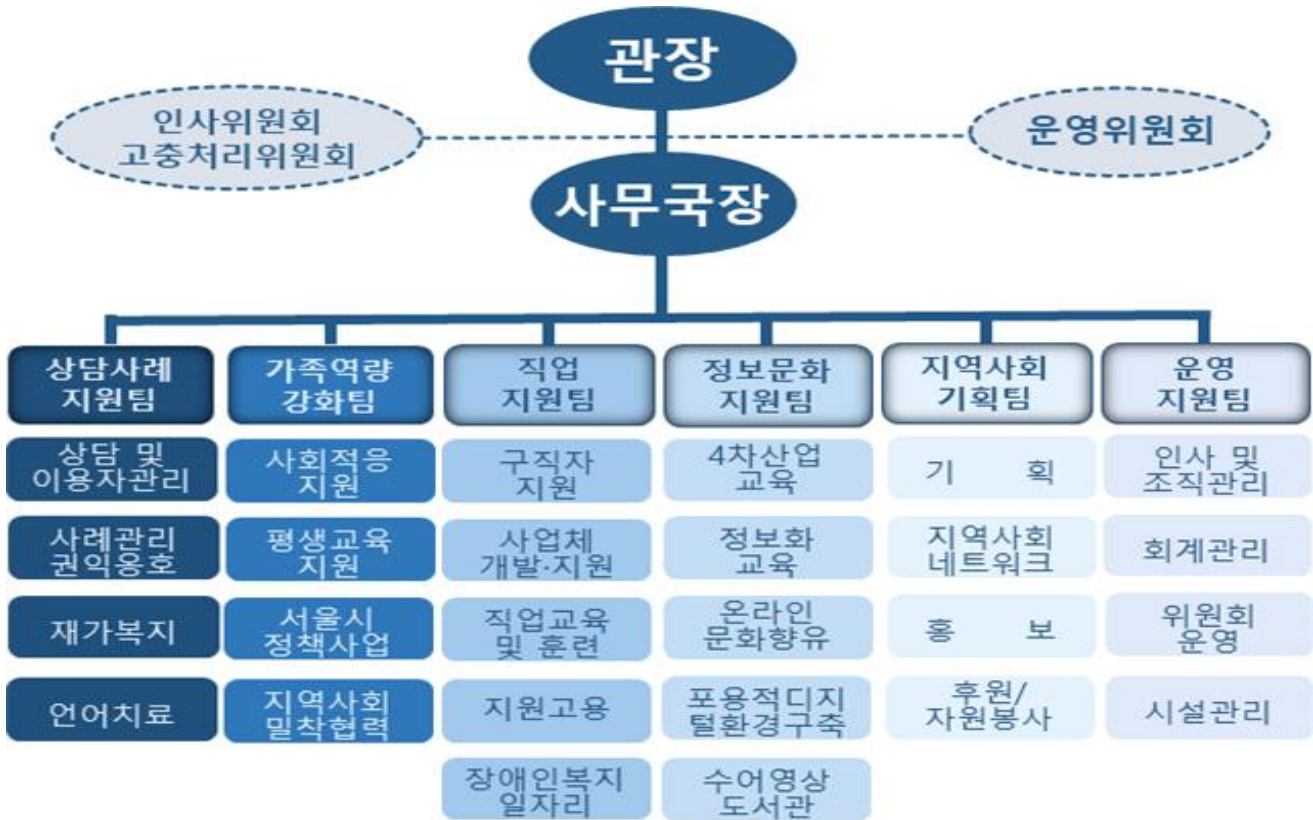 관장
인사위원회
고충처리위원회
운영위원회
사무국장
상담사례
지원팀
가족역량
강화팀
직업
지원팀
정보문화
지원팀
지역사회
기획팀
운영
지원팀
상담 및
이용자관리
사회적응
지원
구직자
지원
4차산업
교육
기 획
인사 및
조직관리
사례관리
권익옹호
평생교육
지원
사업체
개발·지원
정보화
교육
지역사회
네트워크
회계관리
재가복지
서울시
정책사업
직업교육
및 훈련
온라인
문화향유
홍 보
위원회
운영
언어치료
지역사회
밀착협력
지원고용
포용적디지
털환경구축
후원/
자원봉사
시설관리
장애인복지
일자리
수어영상
도서관